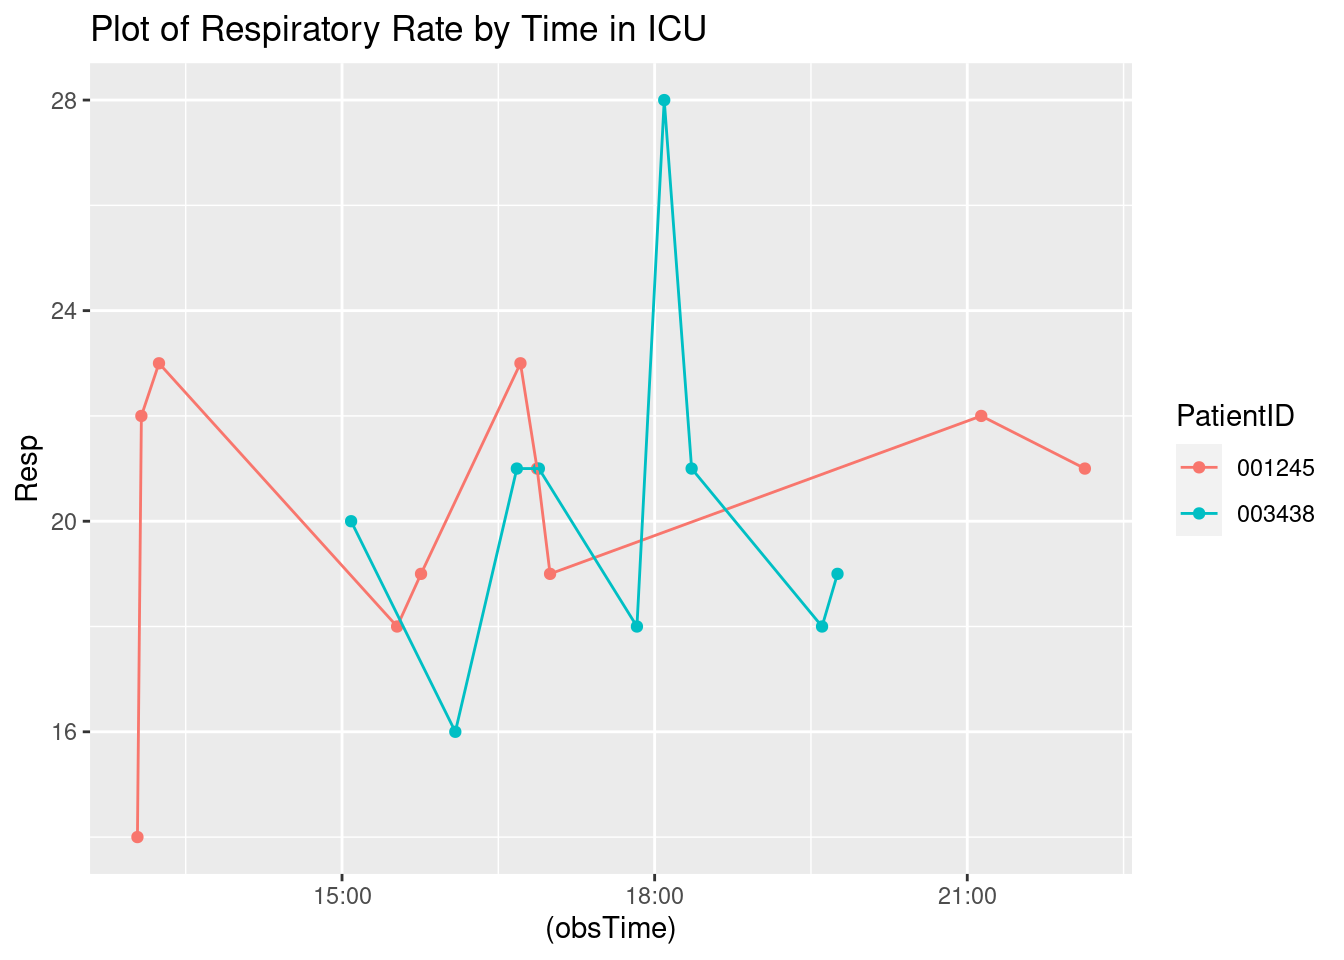 Plot of Respiratory Rate by Time in ICU
28
24
20
16
Resp
15:00 18:00 21:00
(obsTime)
PatientID
001245
003438